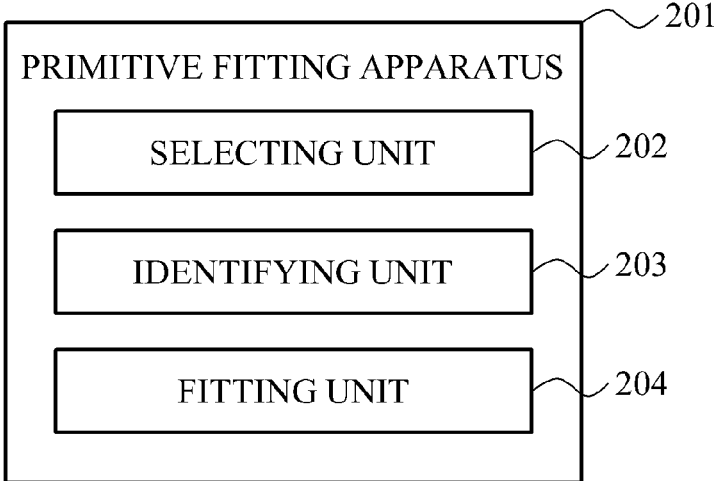 201
PRIMITIVE FITTING APPARATUS
SELECTING UNIT
202
IDENTIFYING UNIT
203
FITTING UNIT
204